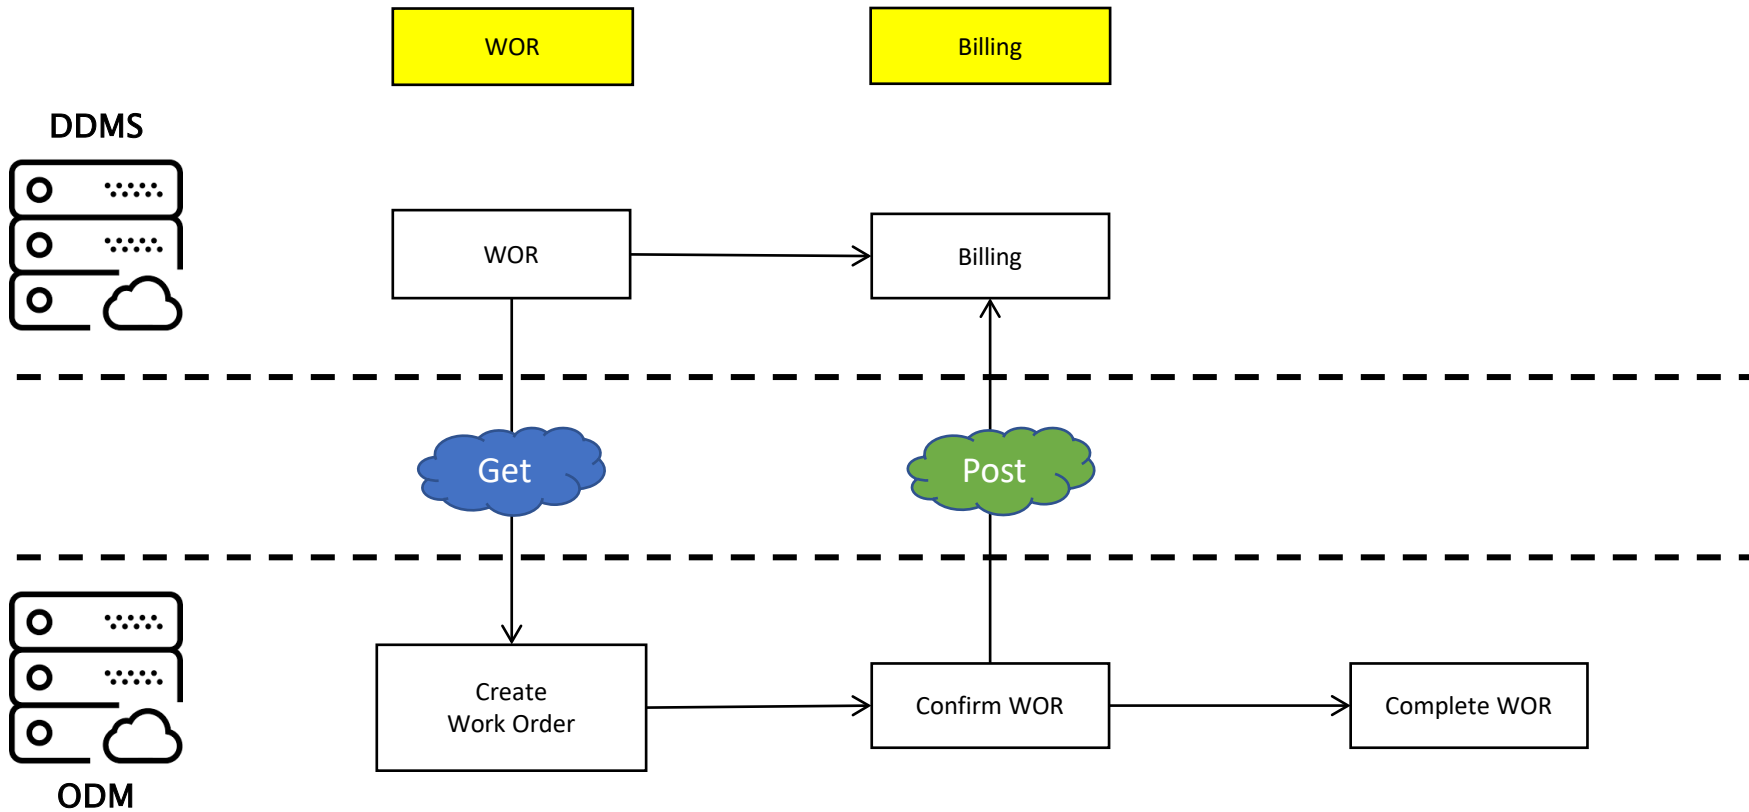 WOR
Billing
DDMS
WOR
Billing
Get
Post
Create
Work Order
Confirm WOR
Complete WOR
ODM